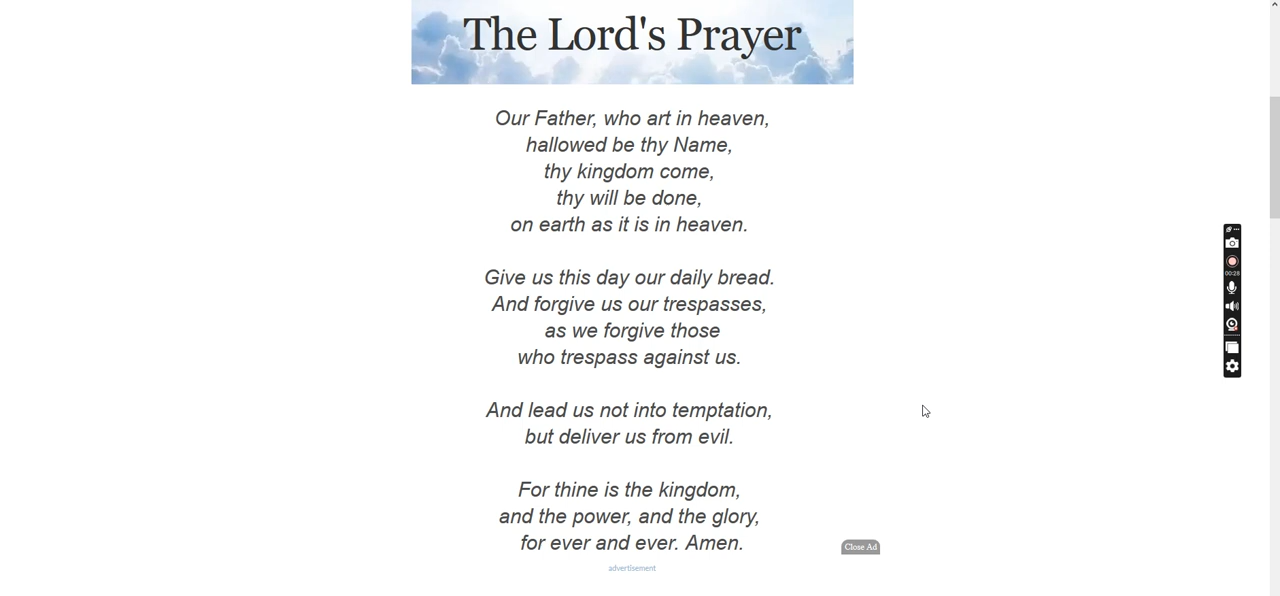 The Lord's Prayer
Our Father, who art in heaven,
hallowed be thy Name,
thy kingdom come,
thy will be done,
on earth as it is in heaven.
Give us this day our daily bread.
And forgive us our trespasses,
as we forgive those
who trespass against us.
And lead us not into temptation,
but deliver us from evil.
For thine is the kingdom,
and the power, and the glory,
for ever and ever. Amen.
Close Ad
advertisement
00:28